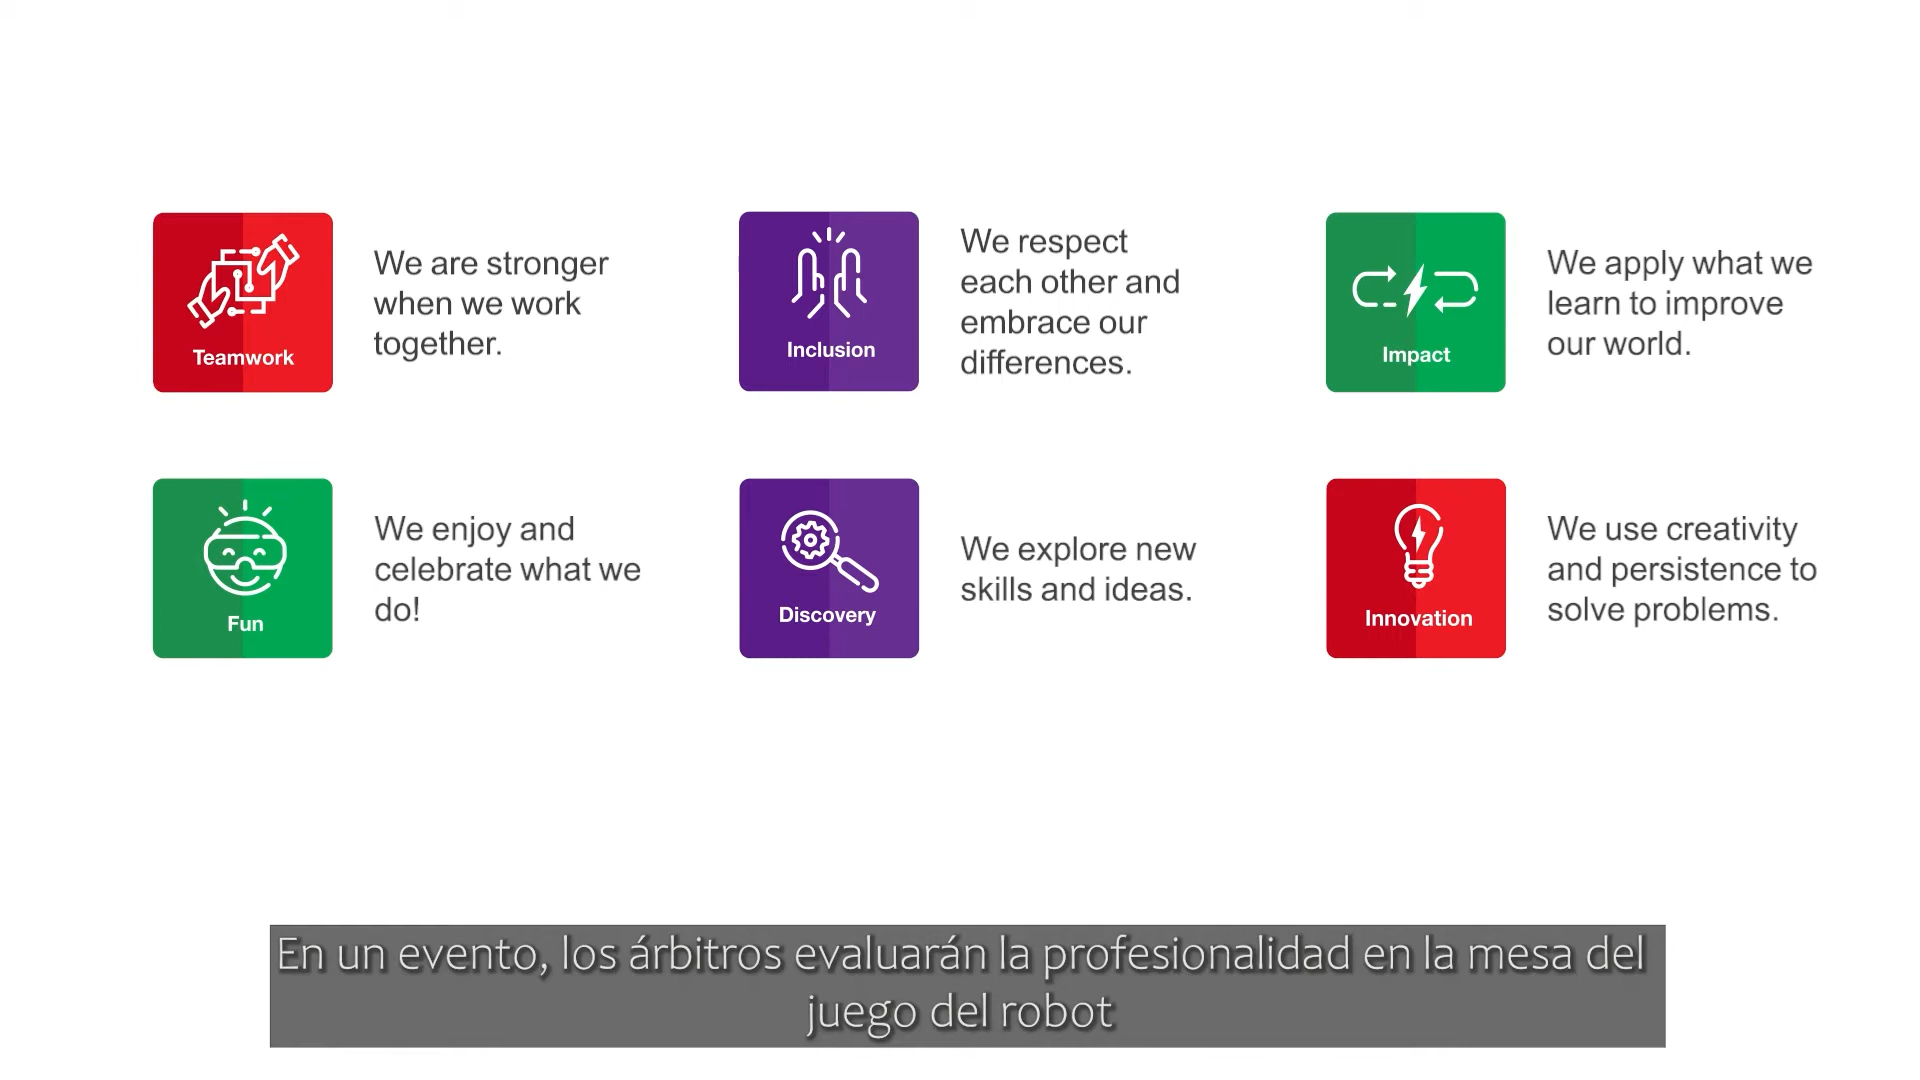 Teamwork
We are stronger
when we work
together.
Inclusion
We respect
each other and
embrace our
differences.
Impact
We apply what we
learn to improve
our world.
Fun
We enjoy and
celebrate what we
do!
Discovery
We explore new
skills and ideas.
Innovation
We use creativity
and persistence to
solve problems.
En un evento, los árbitros evaluarán la profesionalidad en la mesa del
juego del robot